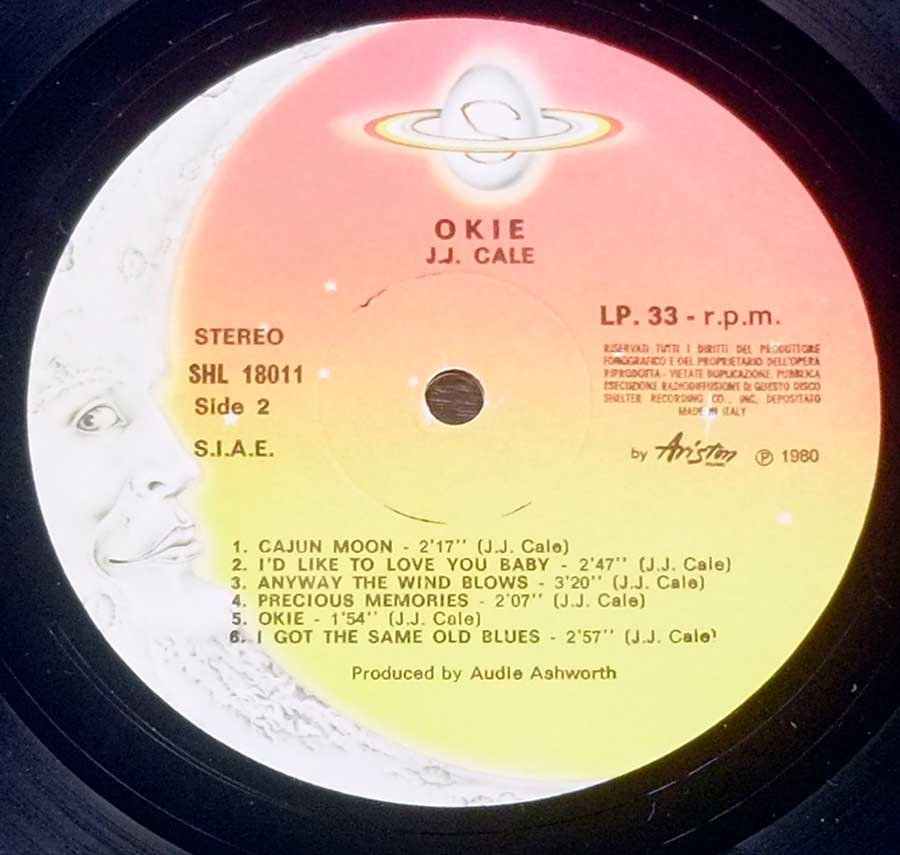 OKIE
J.J. CALE
STEREO
SHL 18011
Side 2
S.I.A.E.
LP. 33 - r.p.m.
RISERVATI TUTTI I DIRITTI DEL PRODUTTORE
FONOGRAFICO E DEL PROPRIETARIO DELL'OPERA
RIPRODOTTA - VIETATE DUPLICAZIONE, PUBBLICA
ESECUZIONE RADIODIFFUSIONE DI QUESTO DISCO
SHELTER RECORDING CO., INC, DEPOSITATO
MADE IN ITALY
by Ariston ℗ 1980
1. CAJUN MOON - 2'17'' (J.J. Cale)
2. I'D LIKE TO LOVE YOU BABY - 2'47'' (J.J. Cale)
3. ANYWAY THE WIND BLOWS - 3'20'' (J.J. Cale)
4. PRECIOUS MEMORIES - 2'07'' (J.J. Cale)
5. OKIE - 1'54'' (J.J. Cale)
6. I GOT THE SAME OLD BLUES - 2'57'' (J.J. Cale)
Produced by Audie Ashworth